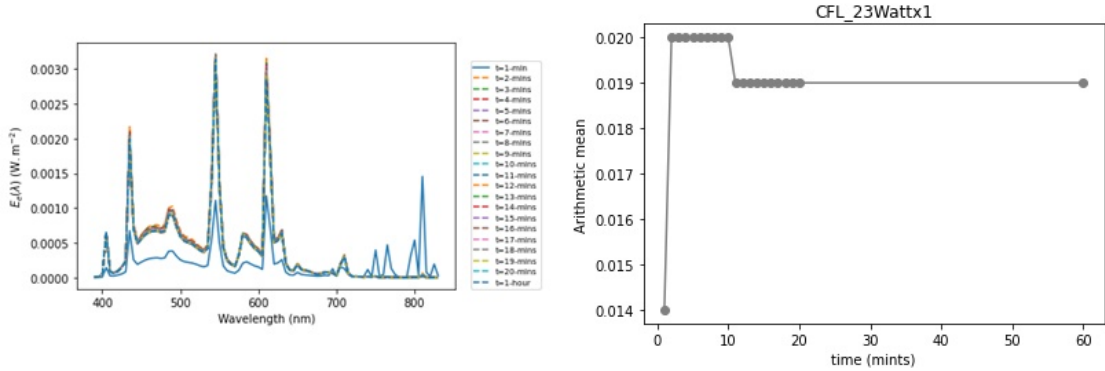 CFL_23Wattx1
0.0030
0.0025
0.0020
0.0015
0.0010
0.0005
0.0000
Eₑ(λ) (W.m⁻²)
400 500 600 700 800
Wavelength (nm)
t=1-min
t=2-mins
t=3-mins
t=4-mins
t=5-mins
t=6-mins
t=7-mins
t=8-mins
t=9-mins
t=10-mins
t=11-mins
t=12-mins
t=13-mins
t=14-mins
t=15-mins
t=16-mins
t=17-mins
t=18-mins
t=19-mins
t=20-mins
t=1-hour
0.020
0.019
0.018
0.017
0.016
0.015
0.014
Arithmetic mean
0 10 20 30 40 50 60
time (mints)